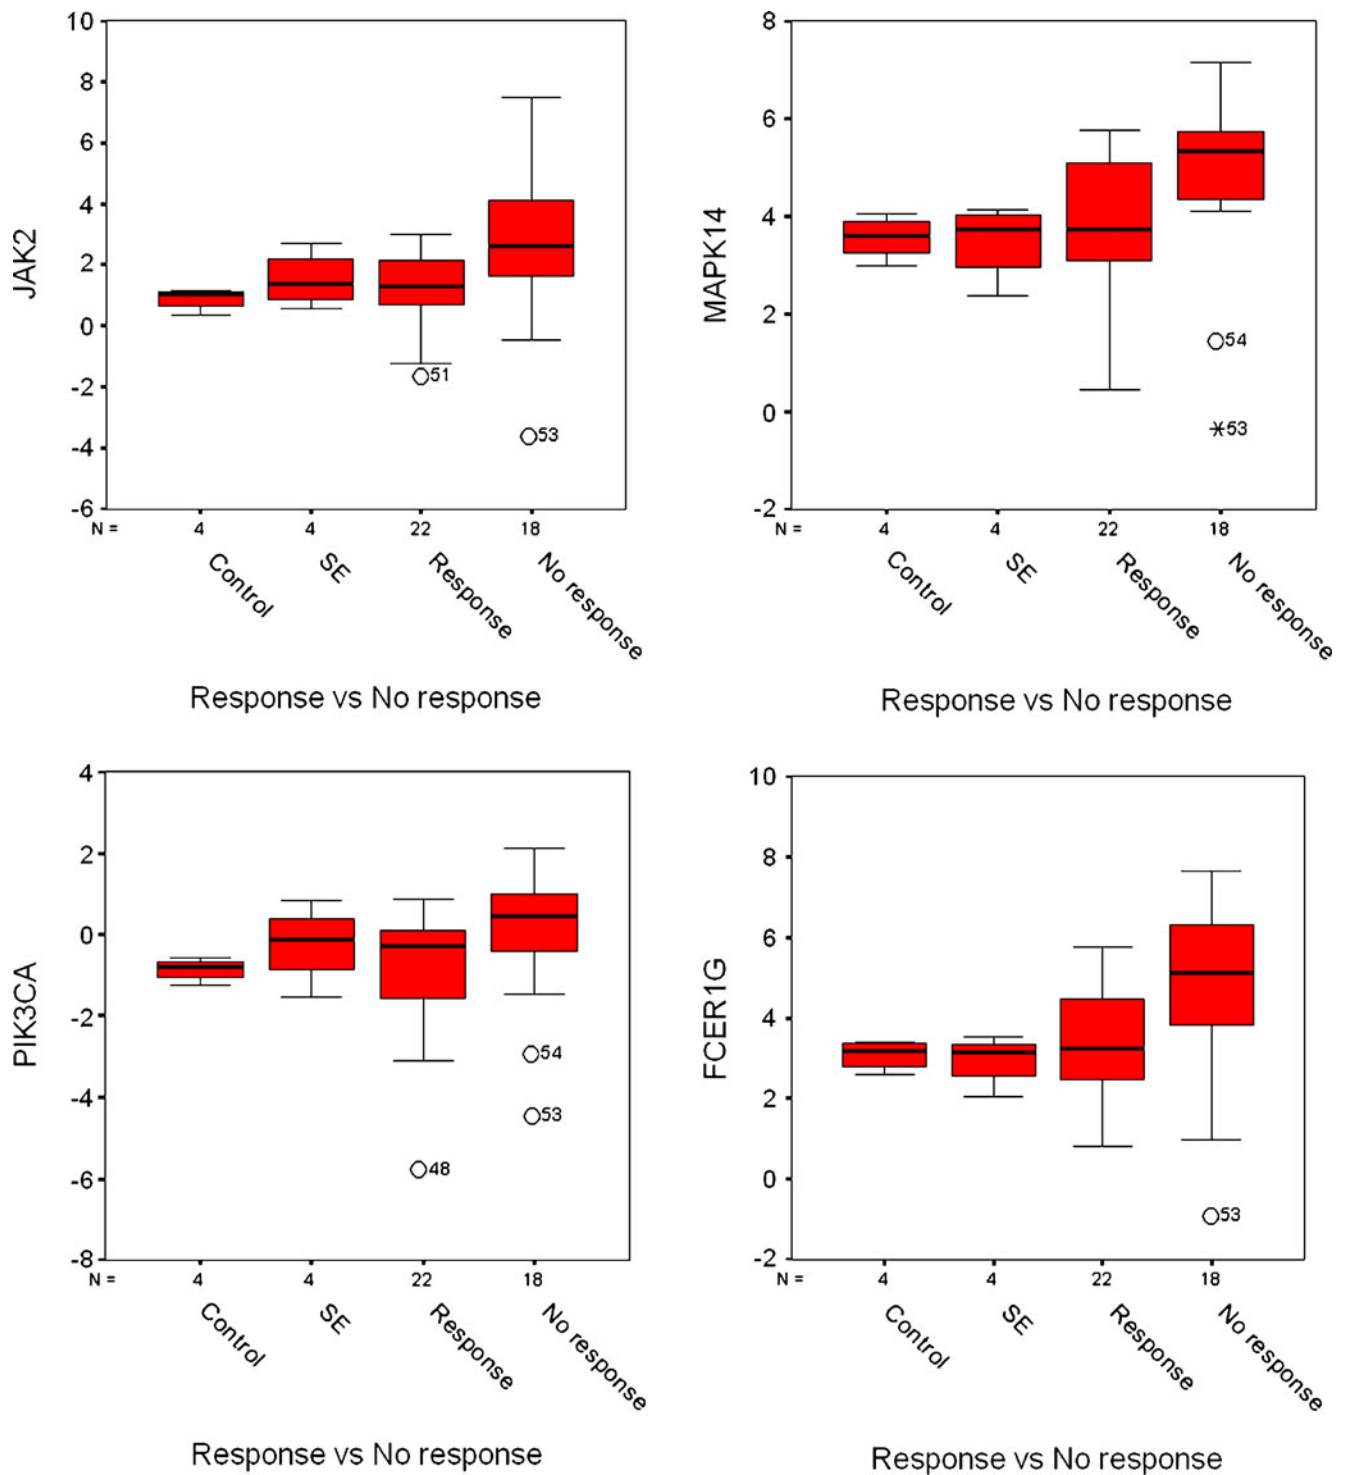 10
8
6
4
2
0
-2
-4
-6
JAK2
51
53
N = 4 4 22 18
Control SE Response No response
Response vs No response
8
6
4
2
0
-2
MAPK14
54
53
N = 4 4 22 18
Control SE Response No response
Response vs No response
4
2
0
-2
-4
-6
-8
PIK3CA
54
53
48
N = 4 4 22 18
Control SE Response No response
Response vs No response
10
8
6
4
2
0
-2
FCER1G
53
N = 4 4 22 18
Control SE Response No response
Response vs No response